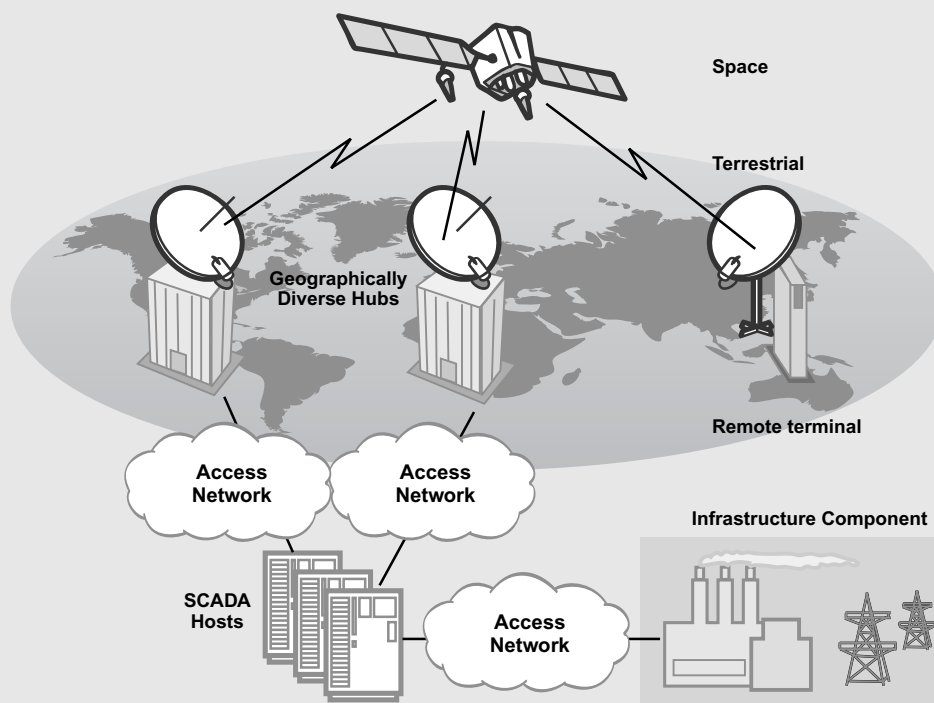 Space
Terrestrial
Geographically
Diverse Hubs
Remote terminal
Access
Network
Access
Network
Infrastructure Component
SCADA
Hosts
Access
Network